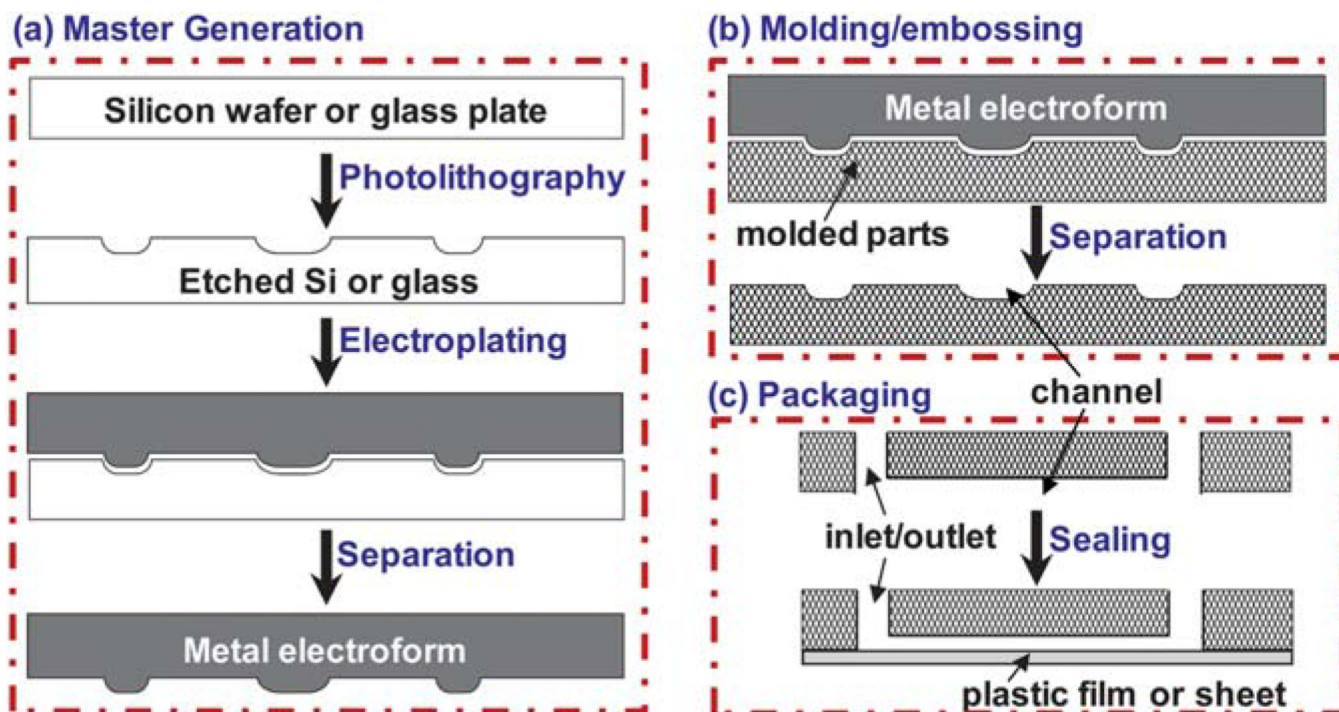 (a) Master Generation
Silicon wafer or glass plate
Photolithography
Etched Si or glass
Electroplating
Separation
Metal electroform
(b) Molding/embossing
Metal electroform
molded parts
Separation
channel
(c) Packaging
inlet/outlet
Sealing
plastic film or sheet